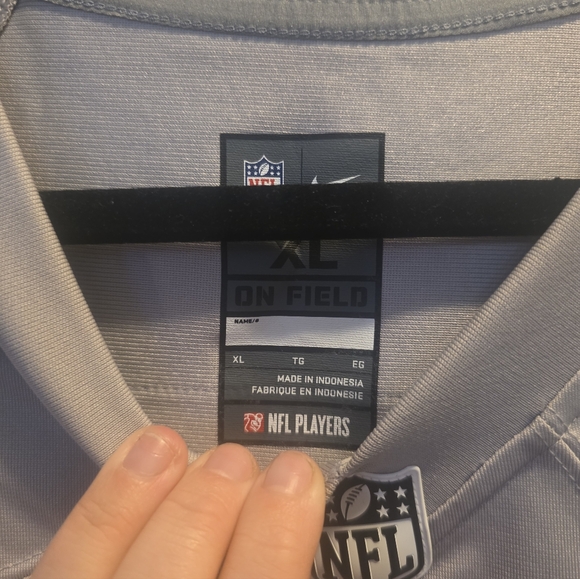 NFL
XL
ON FIELD
NAME/#
XL TG EG
MADE IN INDONESIA
FABRIQUE EN INDONESIE
NFL PLAYERS
NFL